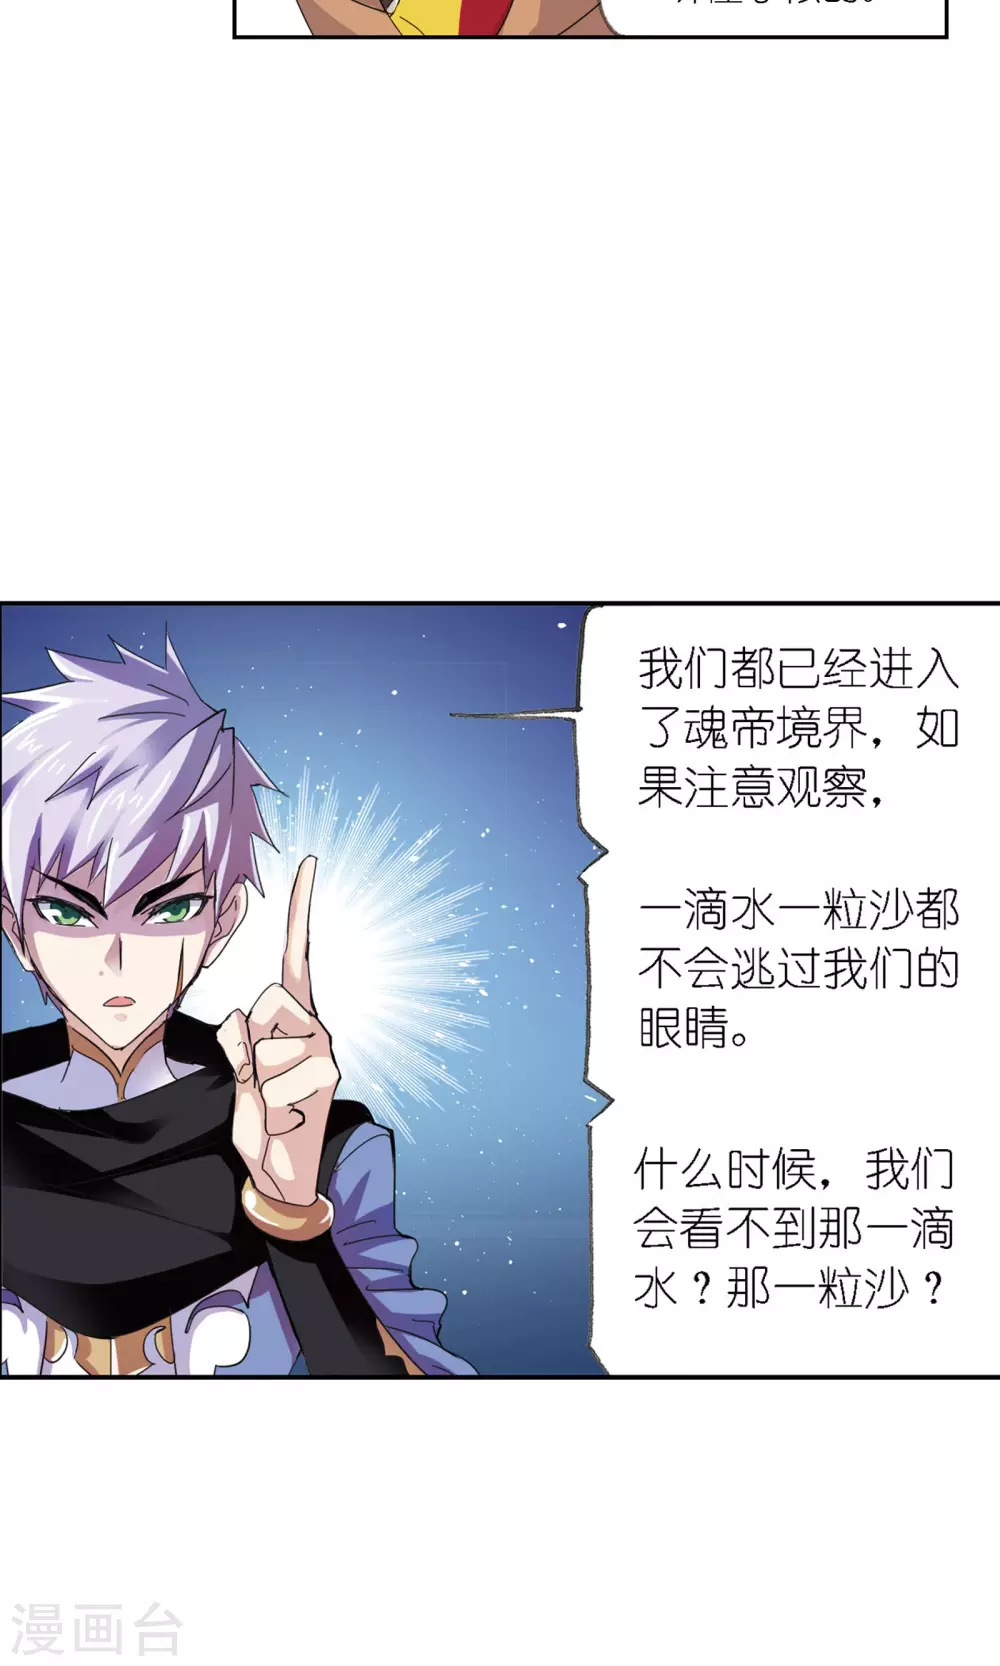 我们都已经进入
了魂帝境界，如
果注意观察，
一滴水一粒沙都
不会逃过我们的
眼睛。
什么时候，我们
会看不到那一滴
水？那一粒沙？
漫画台